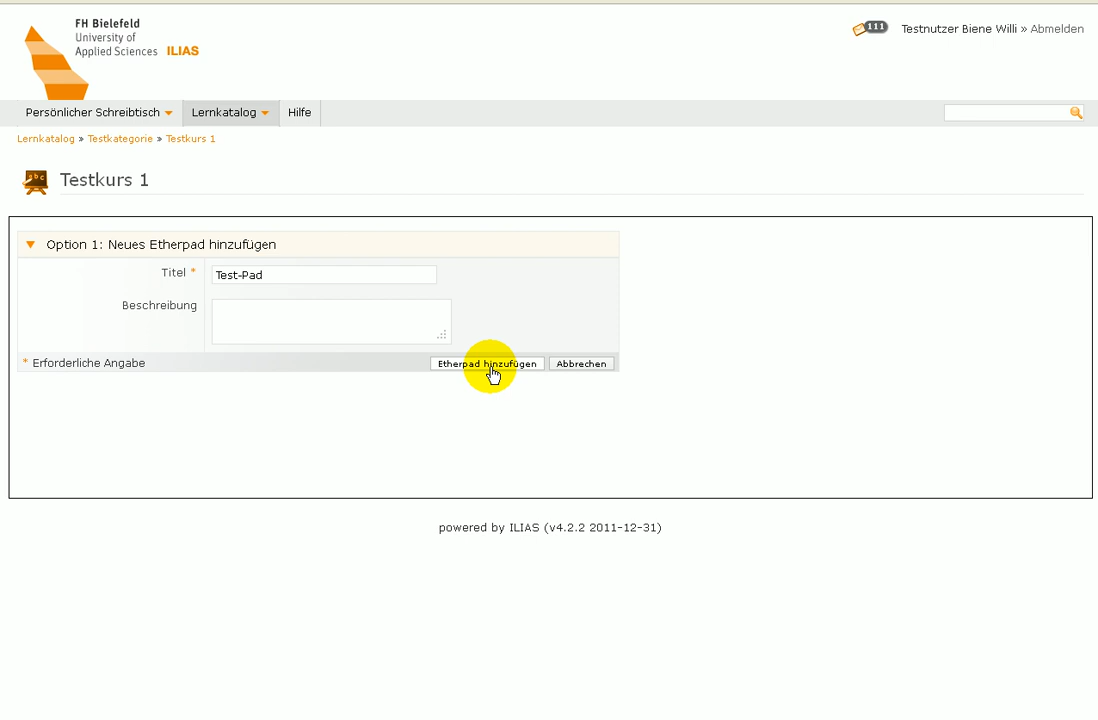 FH Bielefeld
University of
Applied Sciences ILIAS
111
Testnutzer Biene Willi » Abmelden
Persönlicher Schreibtisch Lernkatalog Hilfe
Lernkatalog » Testkategorie » Testkurs 1
abc
Testkurs 1
Option 1: Neues Etherpad hinzufügen
Titel *
Test-Pad
Beschreibung
* Erforderliche Angabe
Etherpad hinzufügen Abbrechen
powered by ILIAS (v4.2.2 2011-12-31)